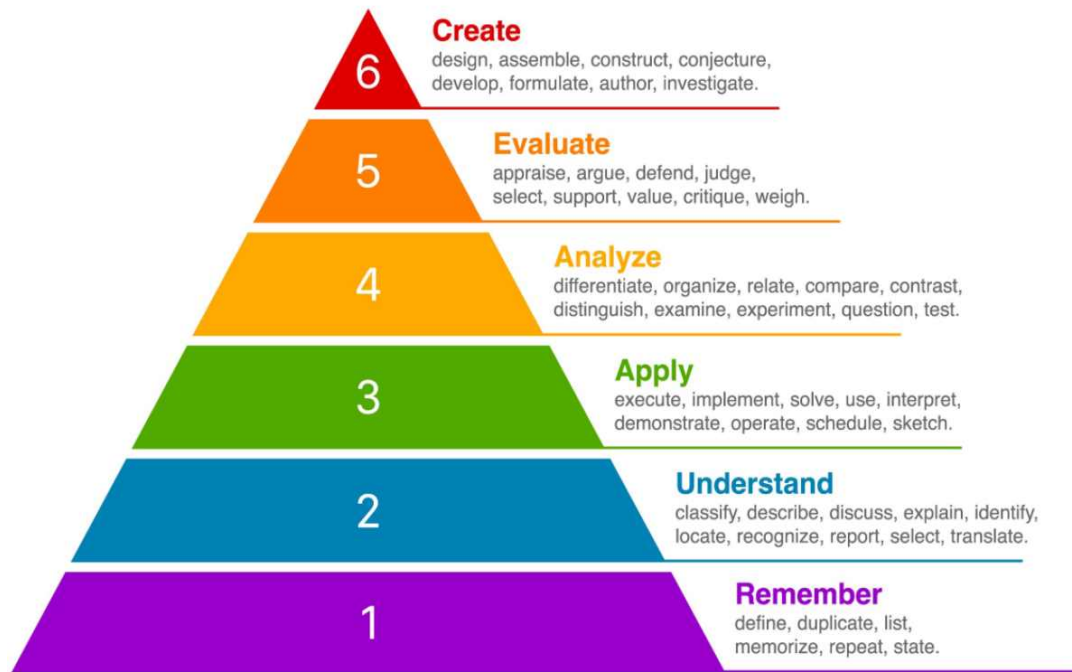 6
Create
design, assemble, construct, conjecture,
develop, formulate, author, investigate.
5
Evaluate
appraise, argue, defend, judge,
select, support, value, critique, weigh.
4
Analyze
differentiate, organize, relate, compare, contrast,
distinguish, examine, experiment, question, test.
3
Apply
execute, implement, solve, use, interpret,
demonstrate, operate, schedule, sketch.
2
Understand
classify, describe, discuss, explain, identify,
locate, recognize, report, select, translate.
1
Remember
define, duplicate, list,
memorize, repeat, state.